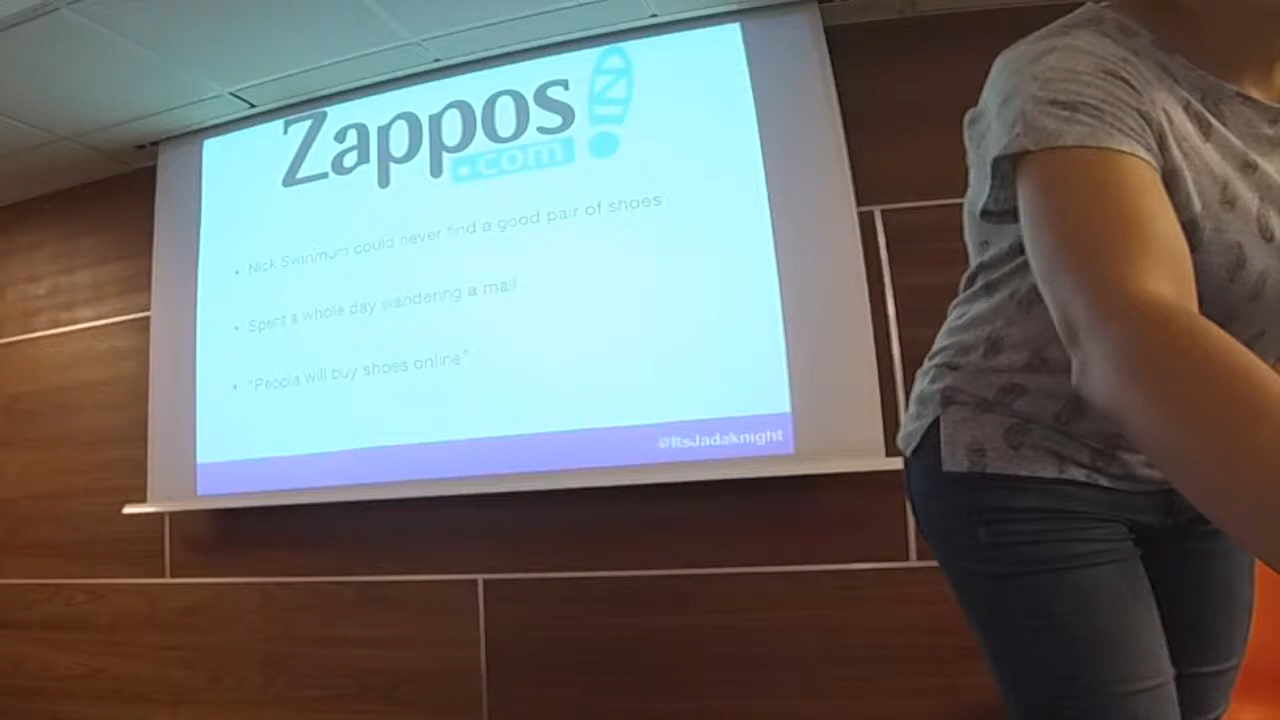 Zappos
.com
• Nick Swinmurn could never find a good pair of shoes
• Spent a whole day wandering a mall
• "People will buy shoes online"
@ItsJadaknight